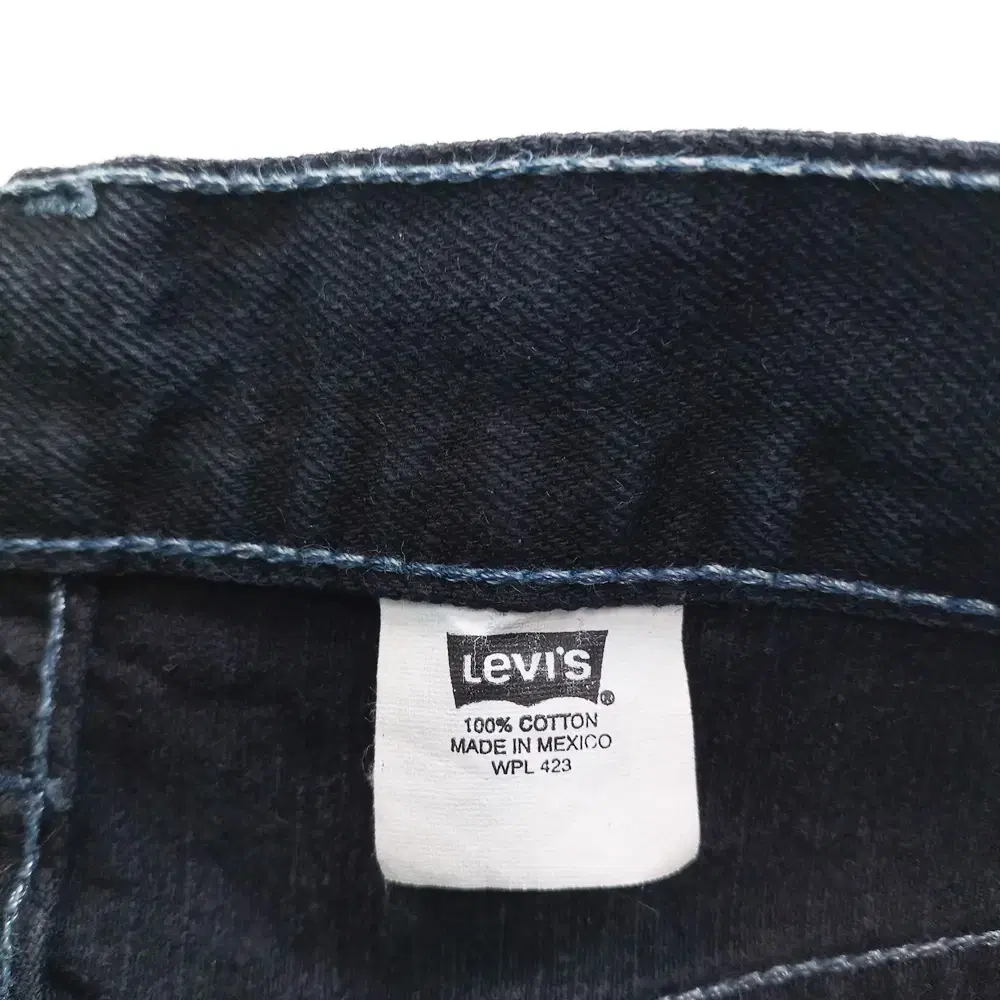 LEVI'S®
100% COTTON
MADE IN MEXICO
WPL 423